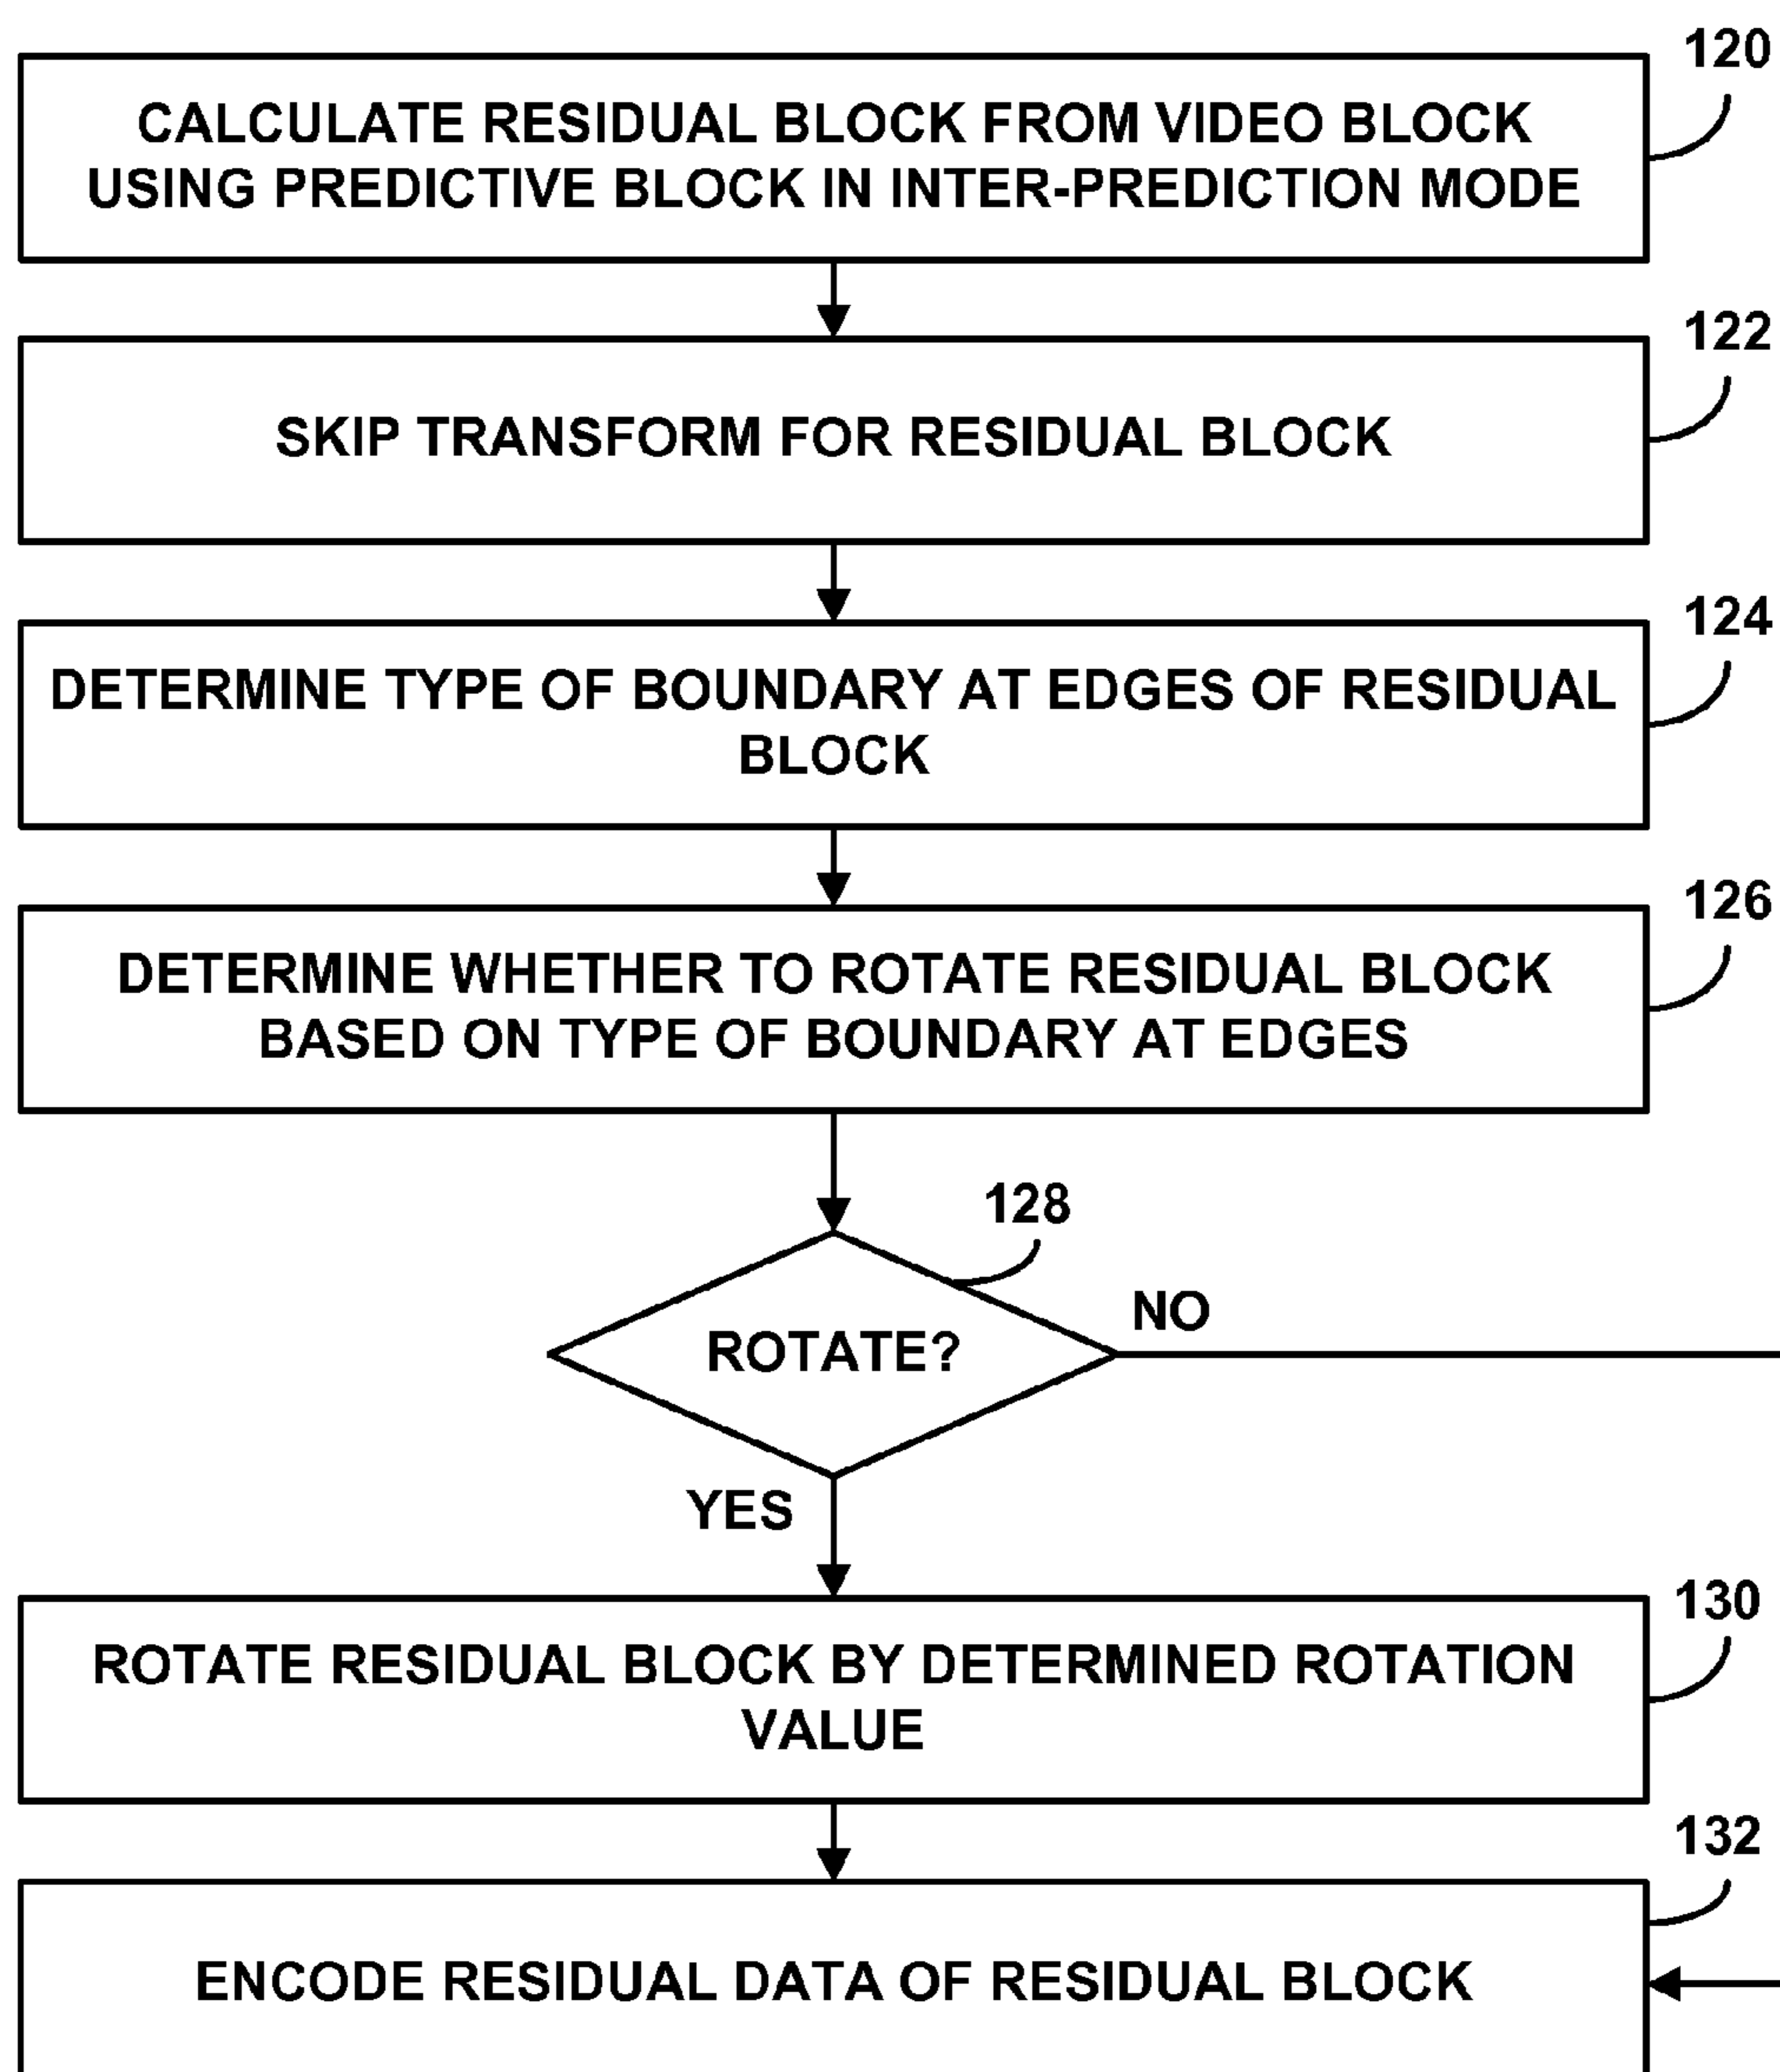 120
CALCULATE RESIDUAL BLOCK FROM VIDEO BLOCK
USING PREDICTIVE BLOCK IN INTER-PREDICTION MODE
122
SKIP TRANSFORM FOR RESIDUAL BLOCK
124
DETERMINE TYPE OF BOUNDARY AT EDGES OF RESIDUAL
BLOCK
126
DETERMINE WHETHER TO ROTATE RESIDUAL BLOCK
BASED ON TYPE OF BOUNDARY AT EDGES
128
NO
ROTATE?
YES
130
ROTATE RESIDUAL BLOCK BY DETERMINED ROTATION
VALUE
132
ENCODE RESIDUAL DATA OF RESIDUAL BLOCK